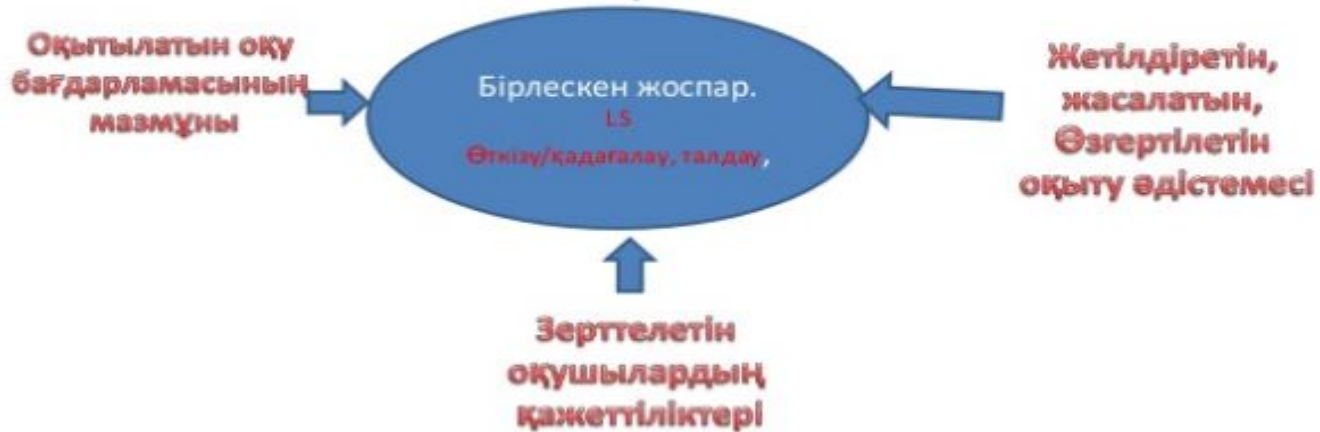 Оқытылатын оқу
бағдарламасының
мазмұны
Бірлескен жоспар.
LS
Өткізу/қадағалау, талдау,
Жетілдіретін,
жасалатын,
Өзгертілетін
оқыту әдістемесі
Зерттелетін
оқушылардың
қажеттіліктері